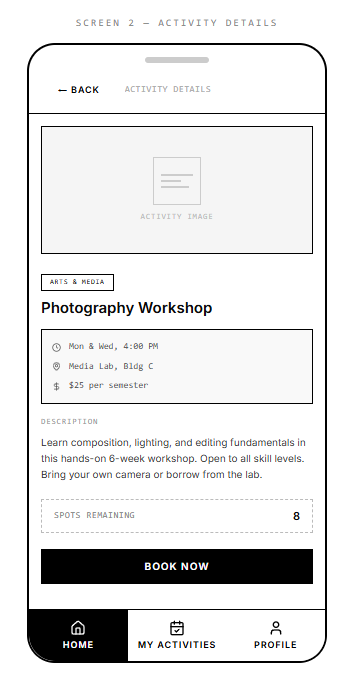 SCREEN 2 — ACTIVITY DETAILS
← BACK ACTIVITY DETAILS
ACTIVITY IMAGE
ARTS & MEDIA
Photography Workshop
Mon & Wed, 4:00 PM
Media Lab, Bldg C
$ $25 per semester
DESCRIPTION
Learn composition, lighting, and editing fundamentals in
this hands-on 6-week workshop. Open to all skill levels.
Bring your own camera or borrow from the lab.
SPOTS REMAINING 8
BOOK NOW
HOME MY ACTIVITIES PROFILE